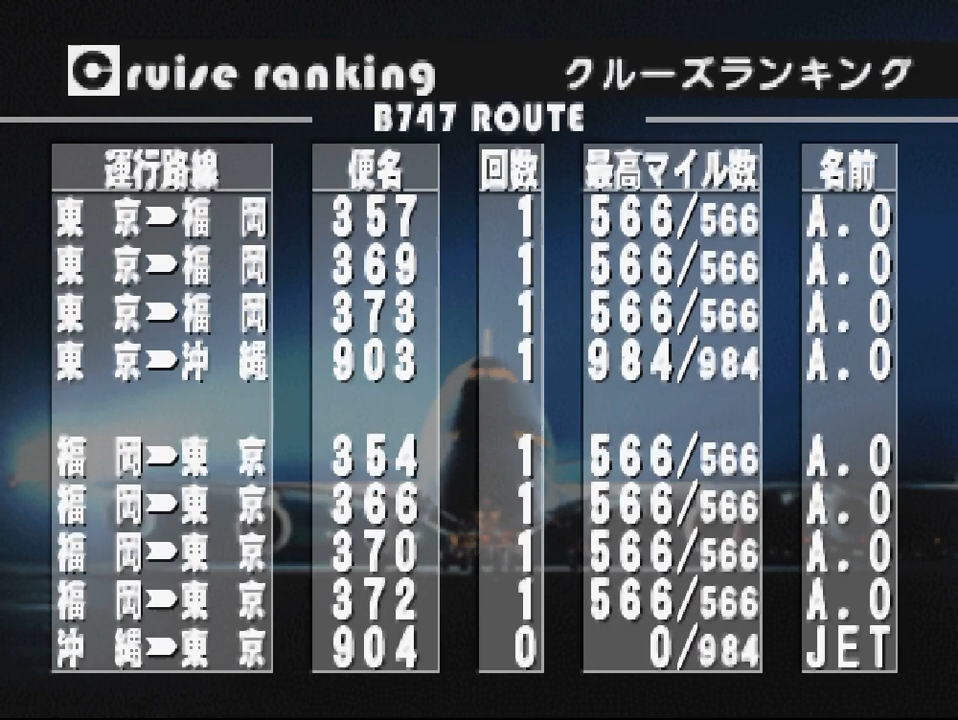 Cruise ranking クルーズランキング
B747 ROUTE
運行路線 便名 回数 最高マイル数 名前
東京➡福岡 357 1 566/566 A.O
東京➡福岡 369 1 566/566 A.O
東京➡福岡 373 1 566/566 A.O
東京➡沖縄 903 1 984/984 A.O
福岡➡東京 354 1 566/566 A.O
福岡➡東京 366 1 566/566 A.O
福岡➡東京 370 1 566/566 A.O
福岡➡東京 372 1 566/566 A.O
沖縄➡東京 904 0 0/984 JET